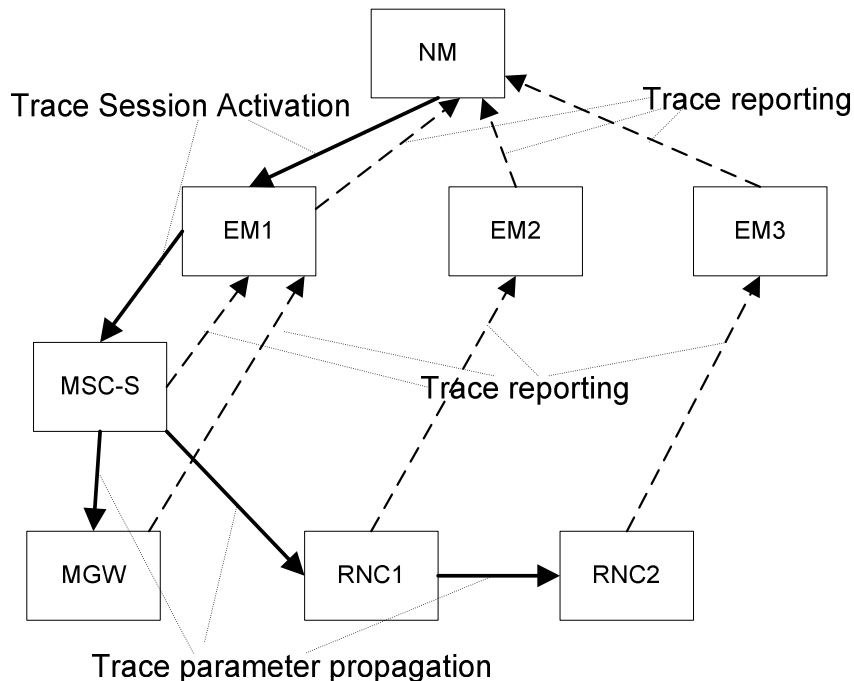 NM
Trace Session Activation
Trace reporting
EM1
EM2
EM3
MSC-S
Trace reporting
MGW
RNC1
RNC2
Trace parameter propagation